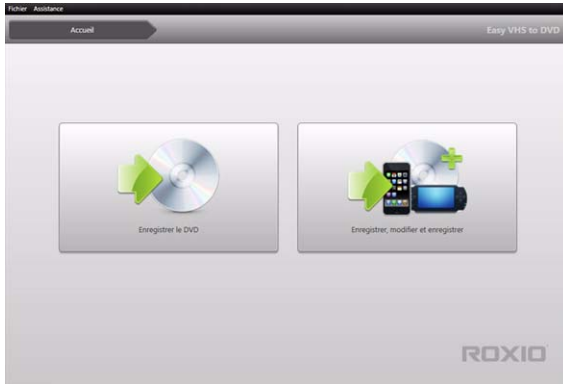 Fichier Assistance
Accueil
Easy VHS to DVD
Enregistrer le DVD
Enregistrer, modifier et enregistrer
ROXIO